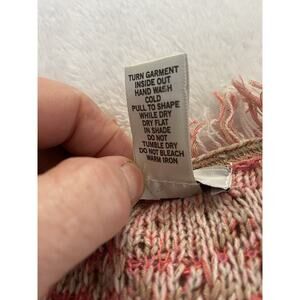 TURN GARMENT
INSIDE OUT
HAND WASH
COLD
PULL TO SHAPE
WHILE DRY
DRY FLAT
IN SHADE
DO NOT
TUMBLE DRY
DO NOT BLEACH
WARM IRON